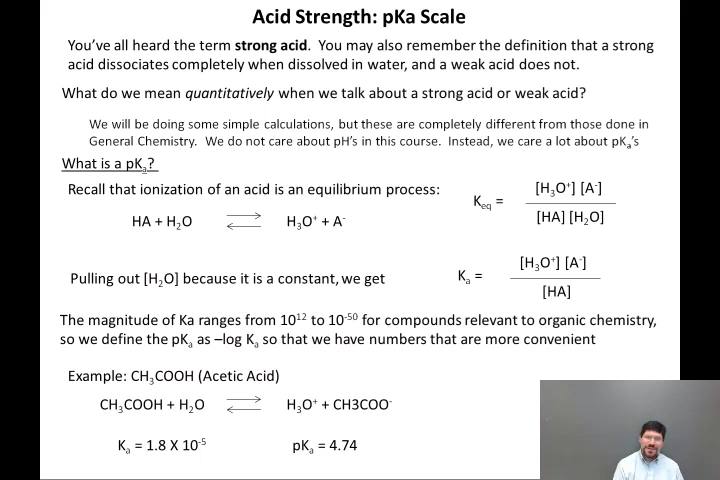 Acid Strength: pKa Scale
You've all heard the term strong acid. You may also remember the definition that a strong
acid dissociates completely when dissolved in water, and a weak acid does not.
What do we mean quantitatively when we talk about a strong acid or weak acid?
We will be doing some simple calculations, but these are completely different from those done in
General Chemistry. We do not care about pH's in this course. Instead, we care a lot about pKₐ's
What is a pKₐ?
Recall that ionization of an acid is an equilibrium process:
HA + H₂O ⇌ H₃O⁺ + A⁻
Keq = [H₃O⁺] [A⁻] / [HA] [H₂O]
Pulling out [H₂O] because it is a constant, we get
Kₐ = [H₃O⁺] [A⁻] / [HA]
The magnitude of Ka ranges from 10¹² to 10⁻⁵⁰ for compounds relevant to organic chemistry,
so we define the pKₐ as –log Kₐ so that we have numbers that are more convenient
Example: CH₃COOH (Acetic Acid)
CH₃COOH + H₂O ⇌ H₃O⁺ + CH3COO⁻
Kₐ = 1.8 X 10⁻⁵ pKₐ = 4.74